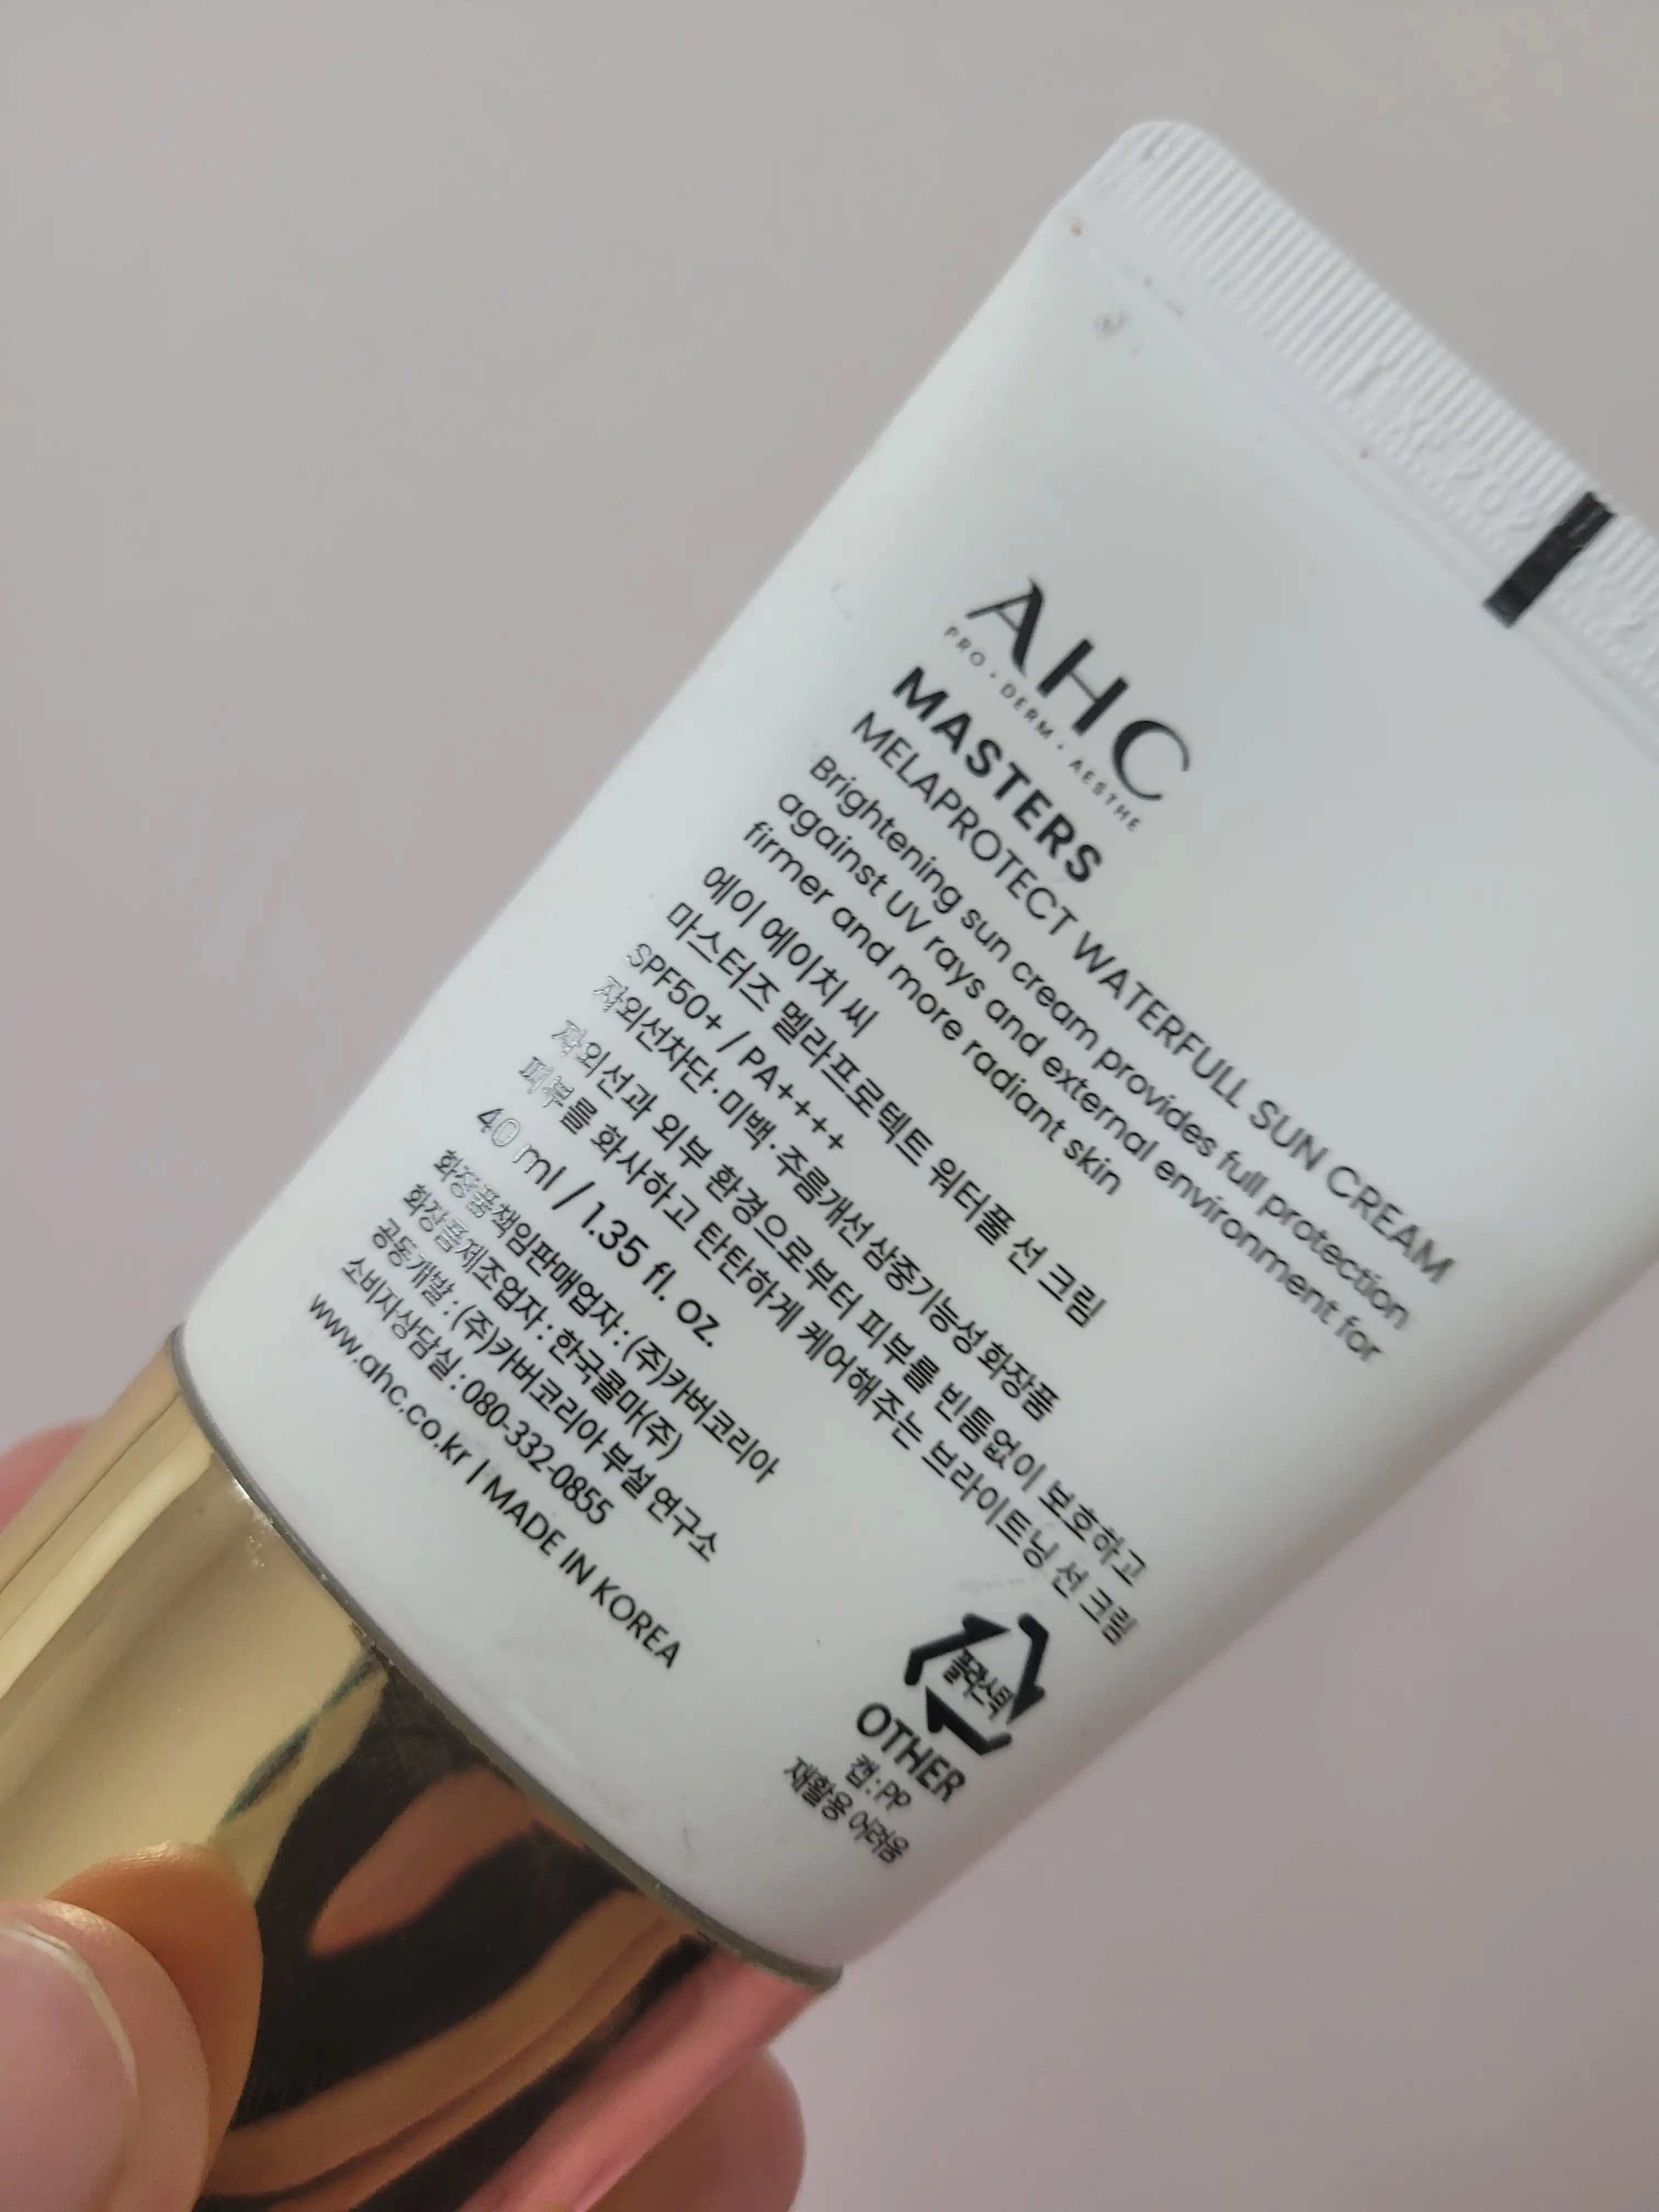 AHC
PRO · DERM · AESTHE
MASTERS
MELAPROTECT WATERFULL SUN CREAM
Brightening sun cream provides full protection
against UV rays and external environment for
firmer and more radiant skin
에이 에이치 씨
마스터즈 멜라프로텍트 워터풀 선 크림
SPF50+ / PA++++
자외선차단·미백·주름개선 삼중기능성화장품
자외선과 외부 환경으로부터 피부를 빈틈없이 보호하고
피부를 화사하고 탄탄하게 케어해주는 브라이트닝 선 크림
40 ml / 1.35 fl. oz.
화장품책임판매업자 : (주)카버코리아
화장품제조업자 : 한국콜마(주)
공동개발 : (주)카버코리아 부설 연구소
소비자상담실 : 080-332-0855
www.ahc.co.kr | MADE IN KOREA
플라스틱
OTHER
캡 : PP
재활용 어려움